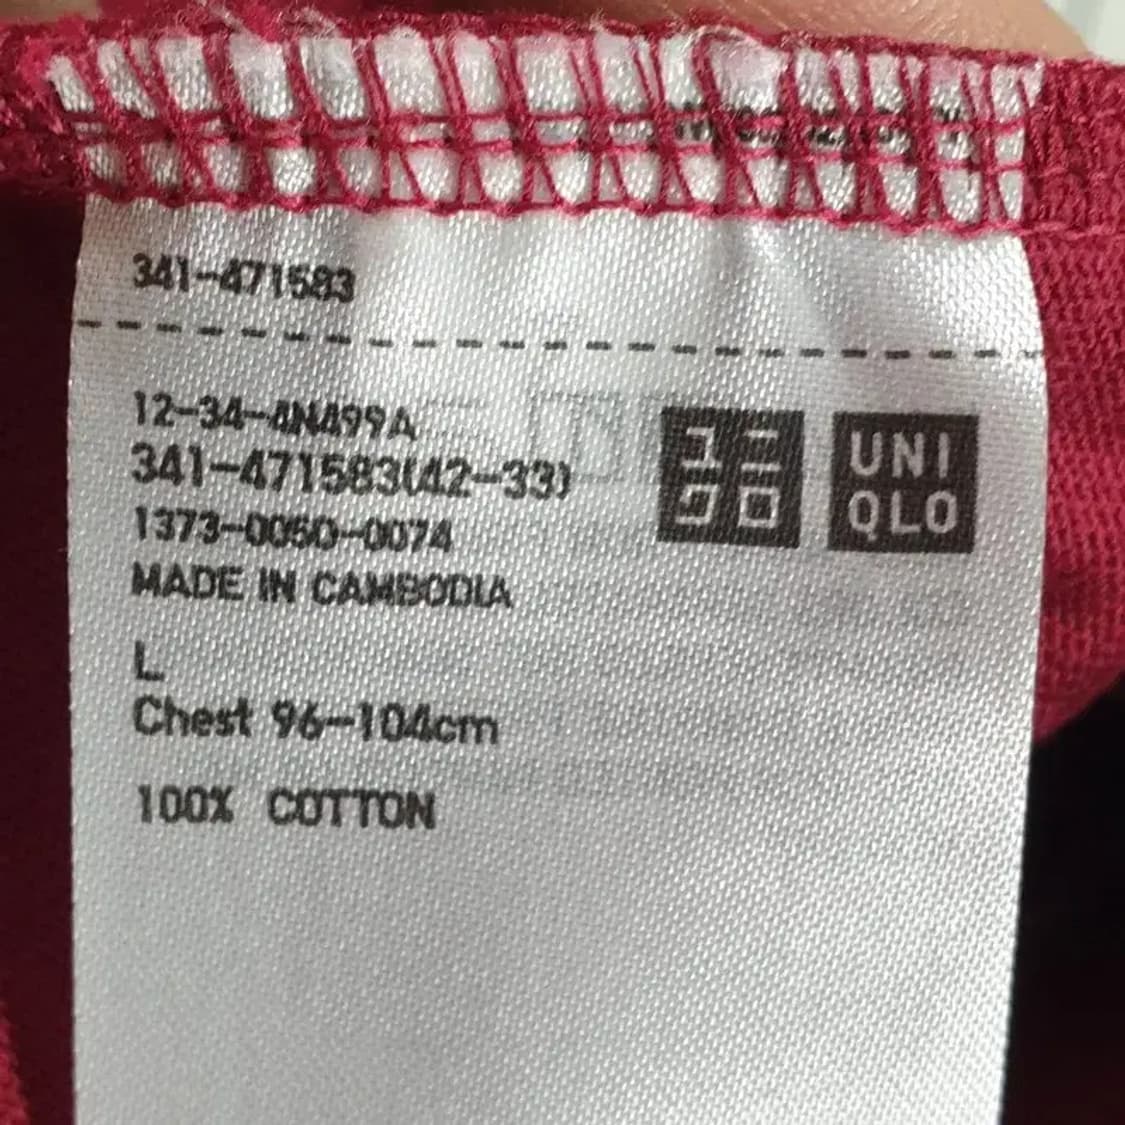 341-471583
12-34-4N499A
341-471583(42-33)
1373-0050-0074
MADE IN CAMBODIA
L
Chest 96-104cm
100% COTTON
ユニ
クロ
UNI
QLO